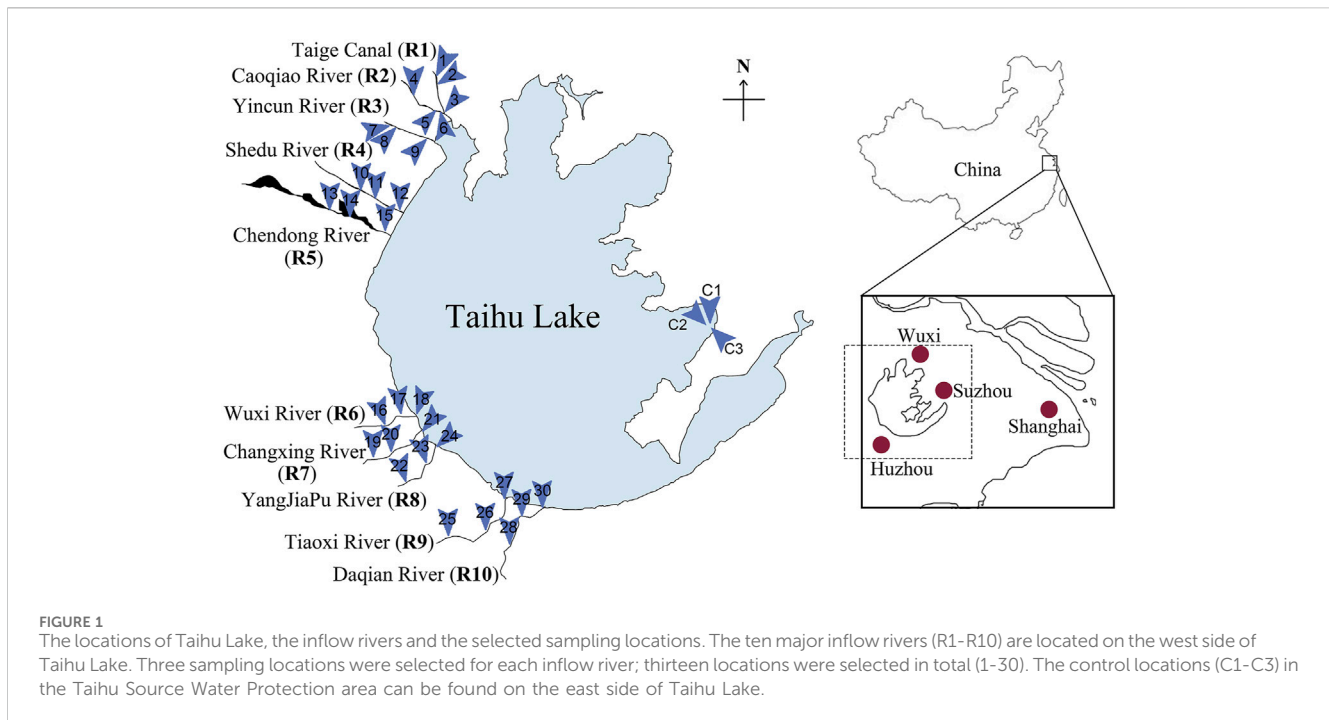 Taige Canal (R1)
Caoqiao River (R2)
Yincun River (R3)
Shedu River (R4)
Chendong River
(R5)
1
2
3
4
5
6
7
8
9
10
11
12
13
14
15
N
China
Taihu Lake
C1
C2
C3
Wuxi
Suzhou
Shanghai
Huzhou
Wuxi River (R6)
Changxing River
(R7)
YangJiaPu River (R8)
Tiaoxi River (R9)
Daqian River (R10)
16
17
18
19
20
21
22
23
24
25
26
27
28
29
30
FIGURE 1
The locations of Taihu Lake, the inflow rivers and the selected sampling locations. The ten major inflow rivers (R1-R10) are located on the west side of
Taihu Lake. Three sampling locations were selected for each inflow river; thirteen locations were selected in total (1-30). The control locations (C1-C3) in
the Taihu Source Water Protection area can be found on the east side of Taihu Lake.